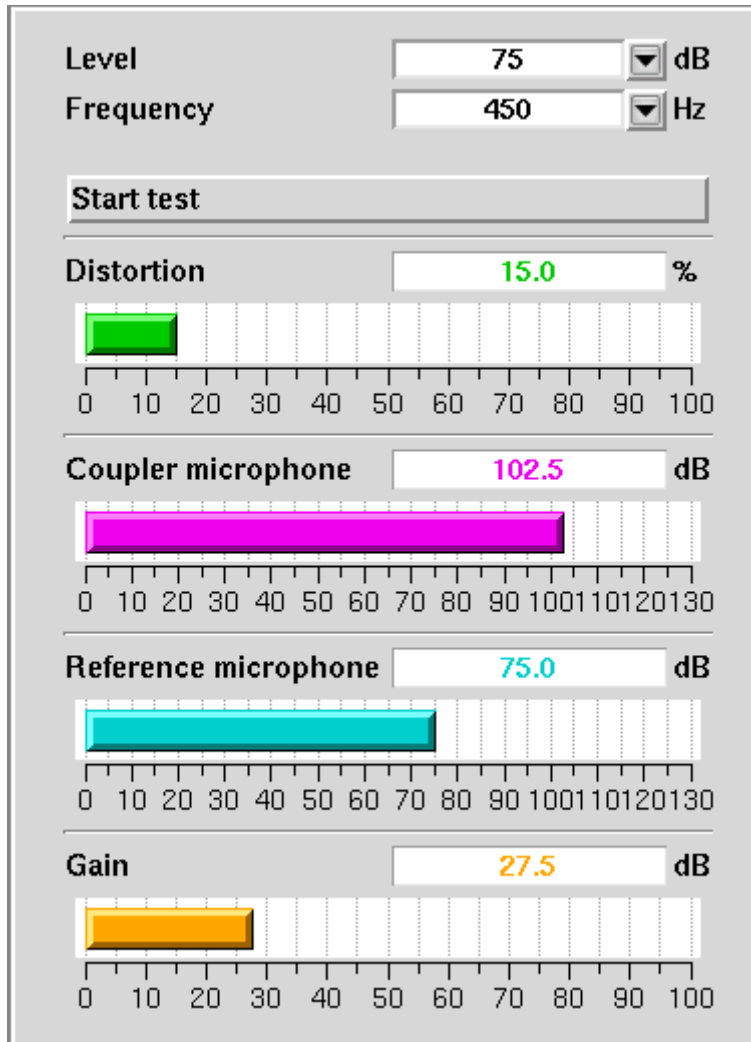 Level 75 dB
Frequency 450 Hz
Start test
Distortion 15.0 %
0 10 20 30 40 50 60 70 80 90 100
Coupler microphone 102.5 dB
0 10 20 30 40 50 60 70 80 90 100 110 120 130
Reference microphone 75.0 dB
0 10 20 30 40 50 60 70 80 90 100 110 120 130
Gain 27.5 dB
0 10 20 30 40 50 60 70 80 90 100